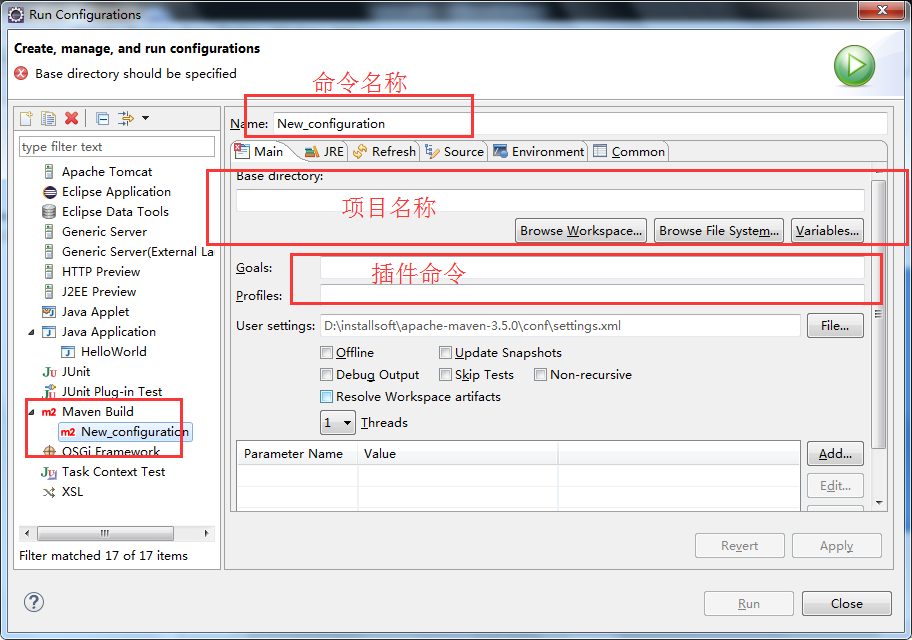 Run Configurations
Create, manage, and run configurations
Base directory should be specified
命令名称
Name: New_configuration
type filter text
Main JRE Refresh Source Environment Common
Apache Tomcat
Eclipse Application
Eclipse Data Tools
Generic Server
Generic Server(External La
HTTP Preview
J2EE Preview
Java Applet
Java Application
HelloWorld
JUnit
JUnit Plug-in Test
m2 Maven Build
m2 New_configuration
OSGi Framework
Task Context Test
XSL
Filter matched 17 of 17 items
Base directory:
项目名称
Browse Workspace... Browse File System... Variables...
Goals:
插件命令
Profiles:
User settings: D:\installsoft\apache-maven-3.5.0\conf\settings.xml File...
Offline Update Snapshots
Debug Output Skip Tests Non-recursive
Resolve Workspace artifacts
1 Threads
Parameter Name Value Add...
Edit...
Revert Apply
Run Close